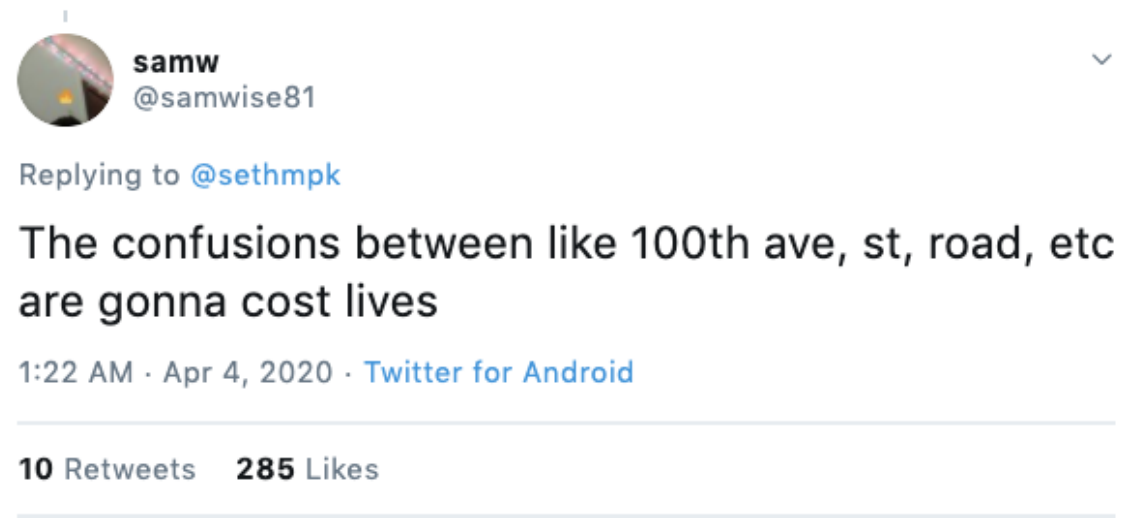 samw
@samwise81
Replying to @sethmpk
The confusions between like 100th ave, st, road, etc
are gonna cost lives
1:22 AM · Apr 4, 2020 · Twitter for Android
10 Retweets 285 Likes